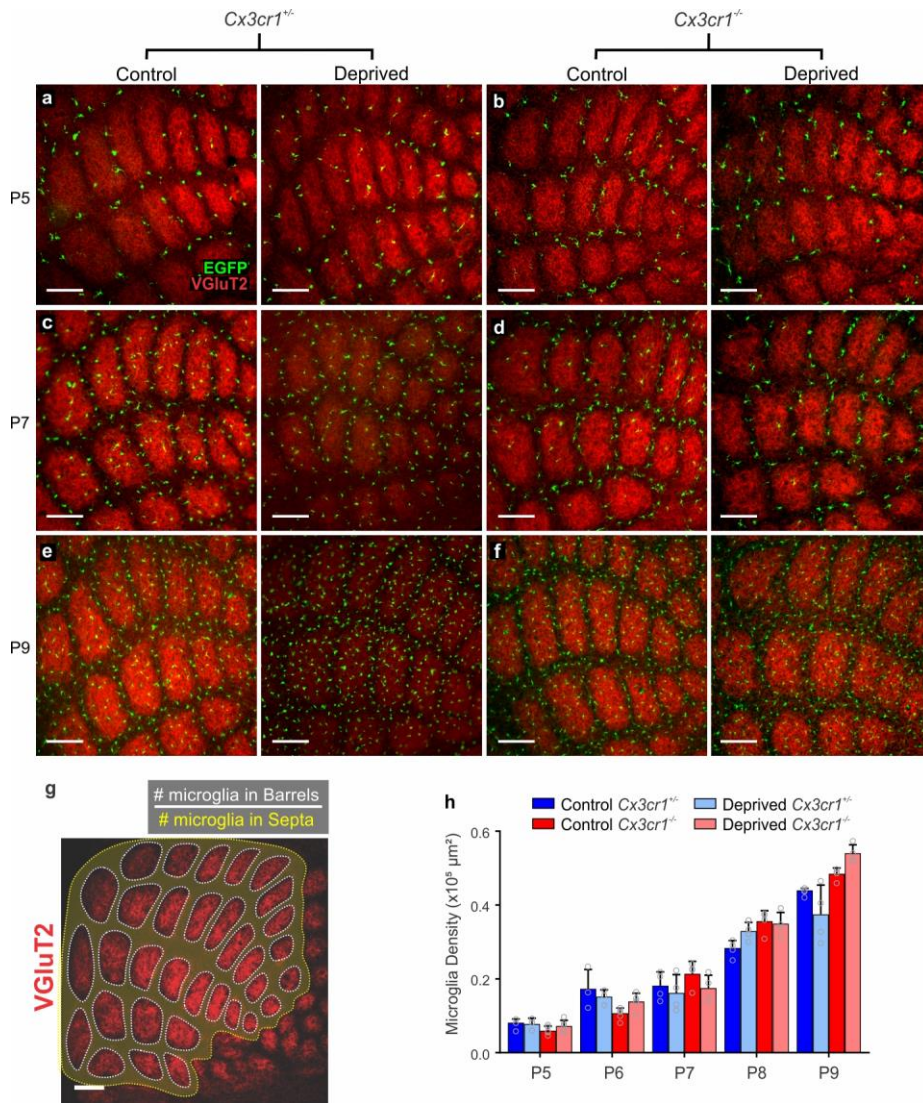 Cx3cr1+/-
Cx3cr1-/-
Control
Deprived
Control
Deprived
a
b
P5
EGFP
VGluT2
c
d
P7
e
f
P9
g
# microglia in Barrels
# microglia in Septa
VGluT2
h
Control Cx3cr1+/-
Deprived Cx3cr1+/-
Control Cx3cr1-/-
Deprived Cx3cr1-/-
Microglia Density (x10⁵ µm²)
0.6
0.4
0.2
0.0
P5
P6
P7
P8
P9